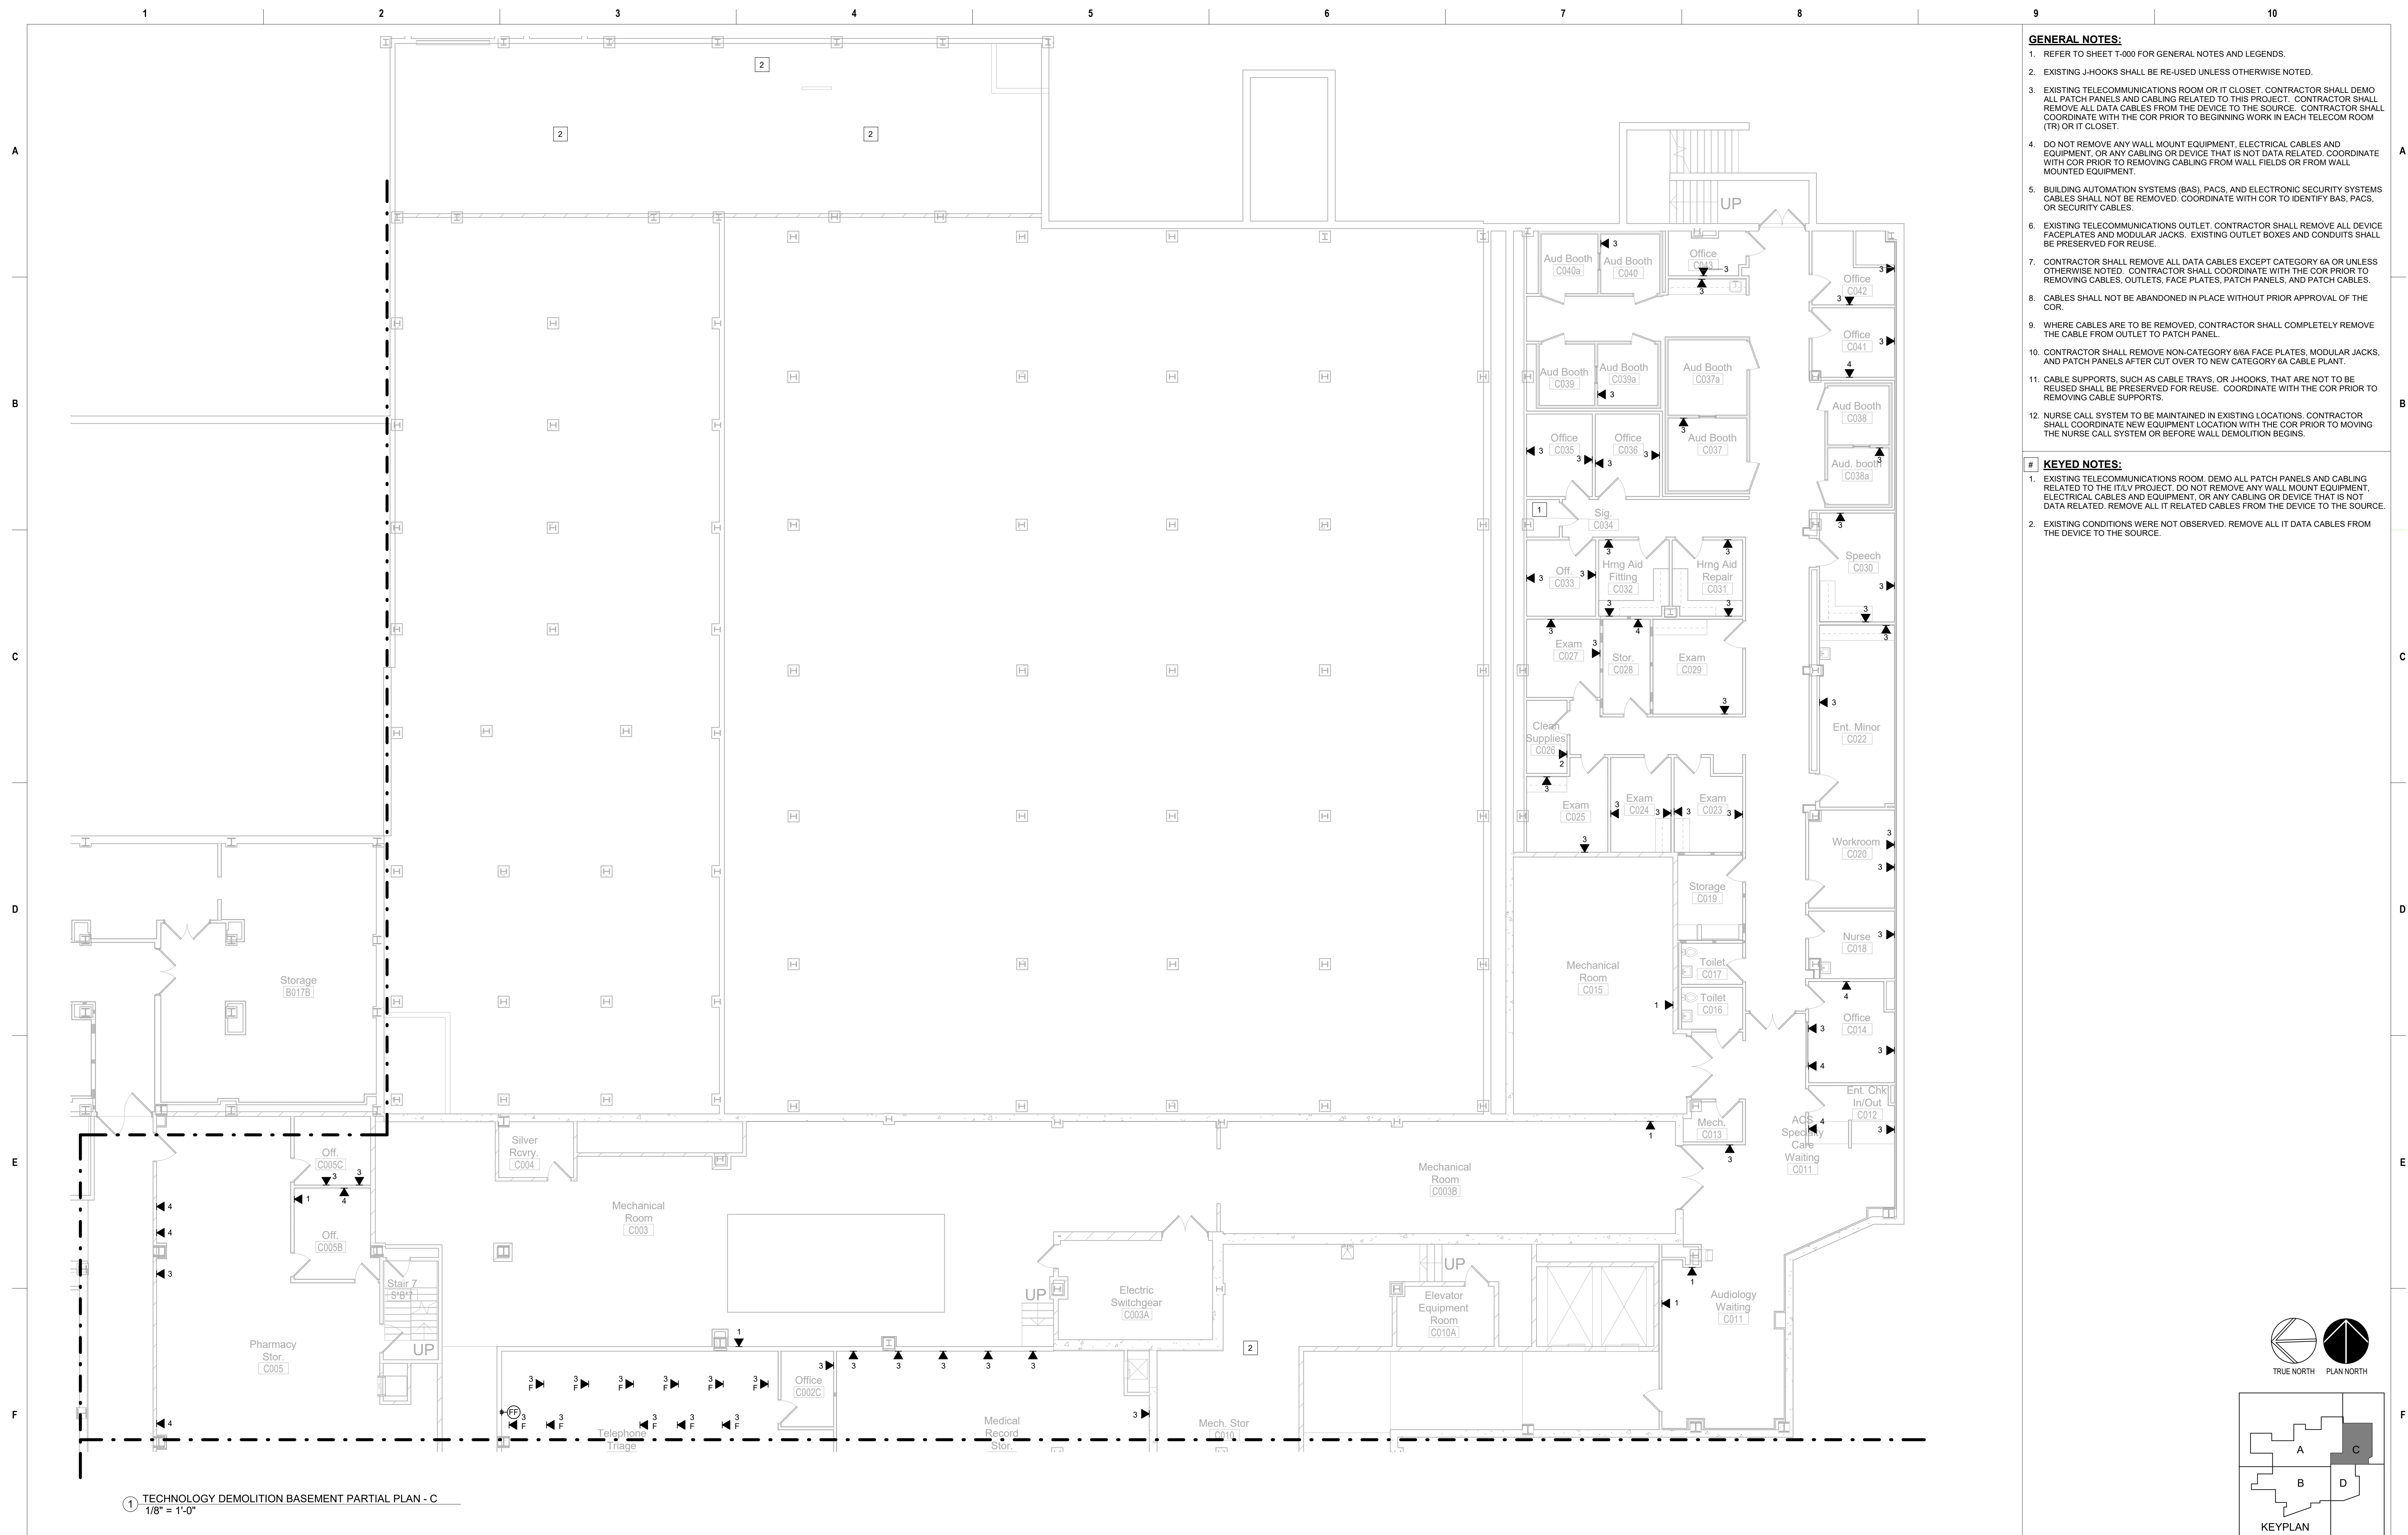 1 2 3 4 5 6 7 8 9 10
A
B
C
D
E
F
GENERAL NOTES:
1. REFER TO SHEET T-000 FOR GENERAL NOTES AND LEGENDS.
2. EXISTING J-HOOKS SHALL BE RE-USED UNLESS OTHERWISE NOTED.
3. EXISTING TELECOMMUNICATIONS ROOM OR IT CLOSET. CONTRACTOR SHALL DEMO
ALL PATCH PANELS AND CABLING RELATED TO THIS PROJECT. CONTRACTOR SHALL
REMOVE ALL DATA CABLES FROM THE DEVICE TO THE SOURCE. CONTRACTOR SHALL
COORDINATE WITH THE COR PRIOR TO BEGINNING WORK IN EACH TELECOM ROOM
(TR) OR IT CLOSET.
4. DO NOT REMOVE ANY WALL MOUNT EQUIPMENT, ELECTRICAL CABLES AND
EQUIPMENT, OR ANY CABLING OR DEVICE THAT IS NOT DATA RELATED. COORDINATE
WITH COR PRIOR TO REMOVING CABLING FROM WALL FIELDS OR FROM WALL
MOUNTED EQUIPMENT.
5. BUILDING AUTOMATION SYSTEMS (BAS), PACS, AND ELECTRONIC SECURITY SYSTEMS
CABLES SHALL NOT BE REMOVED. COORDINATE WITH COR TO IDENTIFY BAS, PACS,
OR SECURITY CABLES.
6. EXISTING TELECOMMUNICATIONS OUTLET. CONTRACTOR SHALL REMOVE ALL DEVICE
FACEPLATES AND MODULAR JACKS. EXISTING OUTLET BOXES AND CONDUITS SHALL
BE PRESERVED FOR REUSE.
7. CONTRACTOR SHALL REMOVE ALL DATA CABLES EXCEPT CATEGORY 6A OR UNLESS
OTHERWISE NOTED. CONTRACTOR SHALL COORDINATE WITH THE COR PRIOR TO
REMOVING CABLES, OUTLETS, FACE PLATES, PATCH PANELS, AND PATCH CABLES.
8. CABLES SHALL NOT BE ABANDONED IN PLACE WITHOUT PRIOR APPROVAL OF THE
COR.
9. WHERE CABLES ARE TO BE REMOVED, CONTRACTOR SHALL COMPLETELY REMOVE
THE CABLE FROM OUTLET TO PATCH PANEL.
10. CONTRACTOR SHALL REMOVE NON-CATEGORY 6/6A FACE PLATES, MODULAR JACKS,
AND PATCH PANELS AFTER CUT OVER TO NEW CATEGORY 6A CABLE PLANT.
11. CABLE SUPPORTS, SUCH AS CABLE TRAYS, OR J-HOOKS, THAT ARE NOT TO BE
REUSED SHALL BE PRESERVED FOR REUSE. COORDINATE WITH THE COR PRIOR TO
REMOVING CABLE SUPPORTS.
12. NURSE CALL SYSTEM TO BE MAINTAINED IN EXISTING LOCATIONS. CONTRACTOR
SHALL COORDINATE NEW EQUIPMENT LOCATION WITH THE COR PRIOR TO MOVING
THE NURSE CALL SYSTEM OR BEFORE WALL DEMOLITION BEGINS.
# KEYED NOTES:
1. EXISTING TELECOMMUNICATIONS ROOM. DEMO ALL PATCH PANELS AND CABLING
RELATED TO THE IT/LV PROJECT. DO NOT REMOVE ANY WALL MOUNT EQUIPMENT,
ELECTRICAL CABLES AND EQUIPMENT, OR ANY CABLING OR DEVICE THAT IS NOT
DATA RELATED. REMOVE ALL IT RELATED CABLES FROM THE DEVICE TO THE SOURCE.
2. EXISTING CONDITIONS WERE NOT OBSERVED. REMOVE ALL IT DATA CABLES FROM
THE DEVICE TO THE SOURCE.
2
2 2
UP
Aud Booth
C040a
Aud Booth
C040
Office
C043
Office
C042
Office
C041
Aud Booth
C039
Aud Booth
C039a
Aud Booth
C037a
Aud Booth
C038
Office
C035
Office
C036
Aud Booth
C037
Aud. booth
C038a
1
Sig.
C034
Off.
C033
Hrng Aid
Fitting
C032
Hrng Aid
Repair
C031
Speech
C030
Exam
C027
Stor.
C028
Exam
C029
Clean
Supplies
C026
Ent. Minor
C022
Exam
C025
Exam
C024
Exam
C023
Workroom
C020
Storage
C019
Nurse
C018
Toilet
C017
Toilet
C016
Mechanical
Room
C015
Office
C014
Ent. Chk
In/Out
C012
Mech.
C013
ACS
Specialty
Care
Waiting
C011
Storage
B017B
Off.
C005C
Off.
C005B
Silver
Rcvry.
C004
Mechanical
Room
C003
Mechanical
Room
C003B
Stair 7
S*B*7
UP
Pharmacy
Stor.
C005
UP
Electric
Switchgear
C003A
UP
Elevator
Equipment
Room
C010A
Audiology
Waiting
C011
2
Office
C002C
FF
Telephone
Triage
Medical
Record
Stor.
Mech. Stor
C010
TRUE NORTH PLAN NORTH
A C
B D
KEYPLAN
1 TECHNOLOGY DEMOLITION BASEMENT PARTIAL PLAN - C
1/8" = 1'-0"